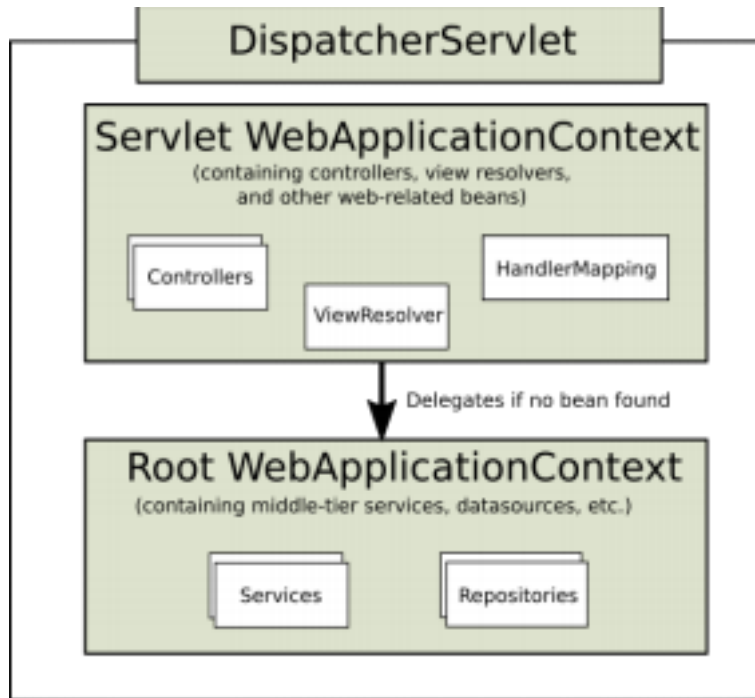 DispatcherServlet
Servlet WebApplicationContext
(containing controllers, view resolvers,
and other web-related beans)
Controllers
HandlerMapping
ViewResolver
Delegates if no bean found
Root WebApplicationContext
(containing middle-tier services, datasources, etc.)
Services
Repositories